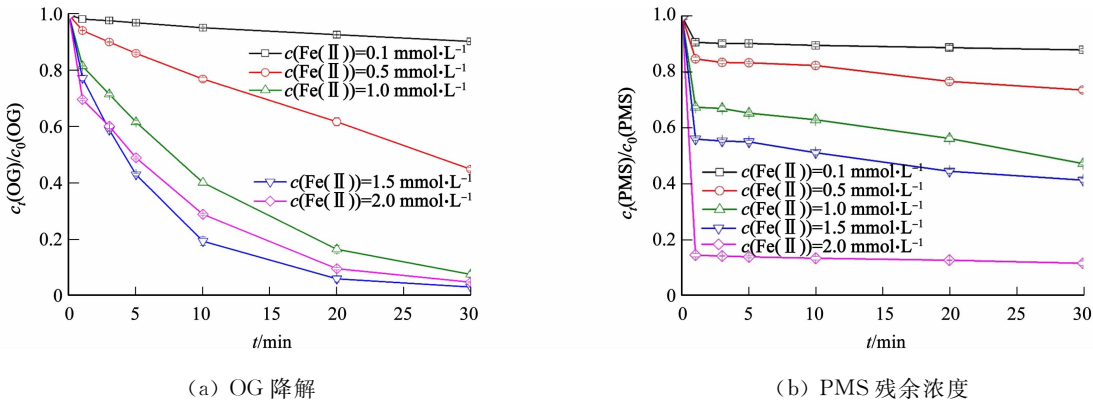 1.0
0.8
0.6
0.4
0.2
0
0 5 10 15 20 25 30
cₜ(OG)/c₀(OG)
t/min
c(Fe(Ⅱ))=0.1 mmol·L⁻¹
c(Fe(Ⅱ))=0.5 mmol·L⁻¹
c(Fe(Ⅱ))=1.0 mmol·L⁻¹
c(Fe(Ⅱ))=1.5 mmol·L⁻¹
c(Fe(Ⅱ))=2.0 mmol·L⁻¹
(a) OG 降解
1.0
0.8
0.6
0.4
0.2
0
0 5 10 15 20 25 30
cₜ(PMS)/c₀(PMS)
t/min
c(Fe(Ⅱ))=0.1 mmol·L⁻¹
c(Fe(Ⅱ))=0.5 mmol·L⁻¹
c(Fe(Ⅱ))=1.0 mmol·L⁻¹
c(Fe(Ⅱ))=1.5 mmol·L⁻¹
c(Fe(Ⅱ))=2.0 mmol·L⁻¹
(b) PMS 残余浓度